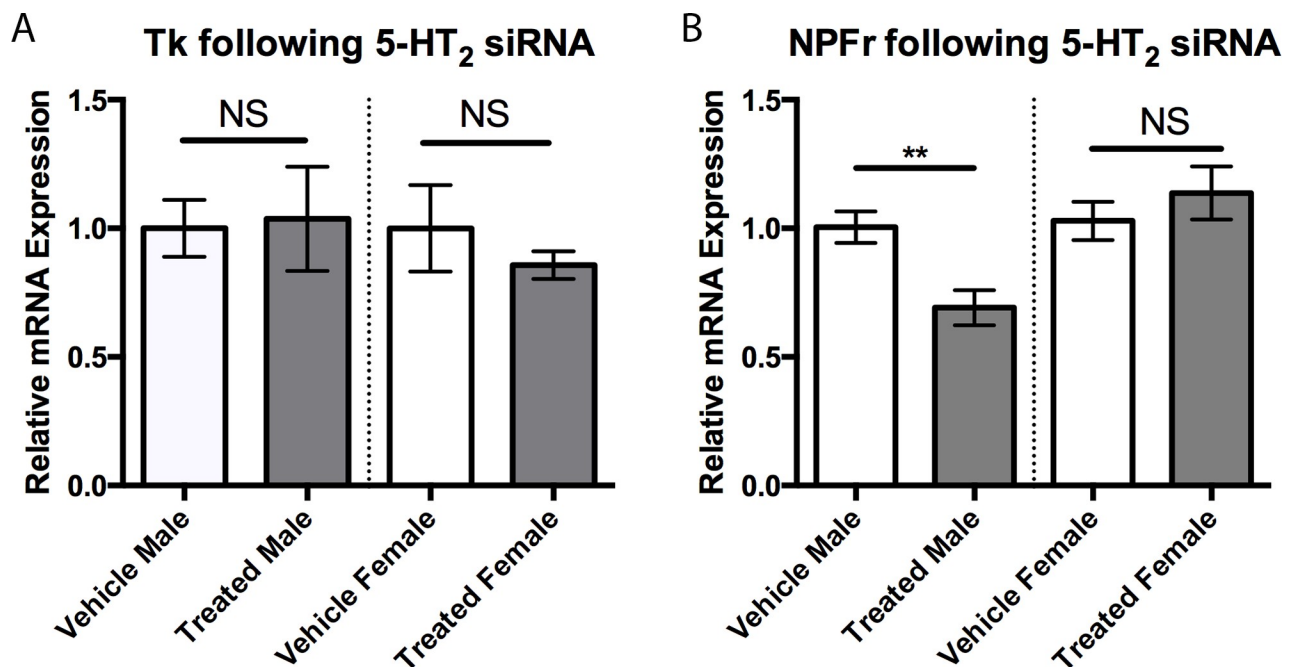 A
Tk following 5-HT2 siRNA
Relative mRNA Expression
1.5
1.0
0.5
0.0
NS
NS
Vehicle Male
Treated Male
Vehicle Female
Treated Female
B
NPFr following 5-HT2 siRNA
Relative mRNA Expression
1.5
1.0
0.5
0.0
**
NS
Vehicle Male
Treated Male
Vehicle Female
Treated Female